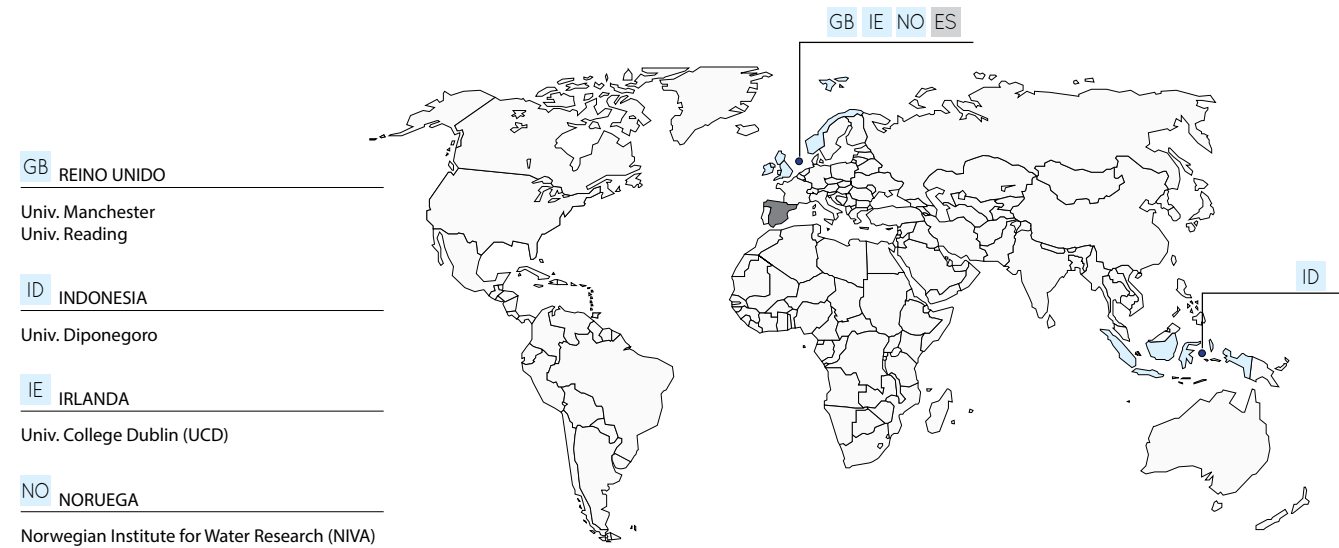 GB IE NO ES
GB REINO UNIDO
Univ. Manchester
Univ. Reading
ID INDONESIA
Univ. Diponegoro
IE IRLANDA
Univ. College Dublin (UCD)
NO NORUEGA
Norwegian Institute for Water Research (NIVA)
ID